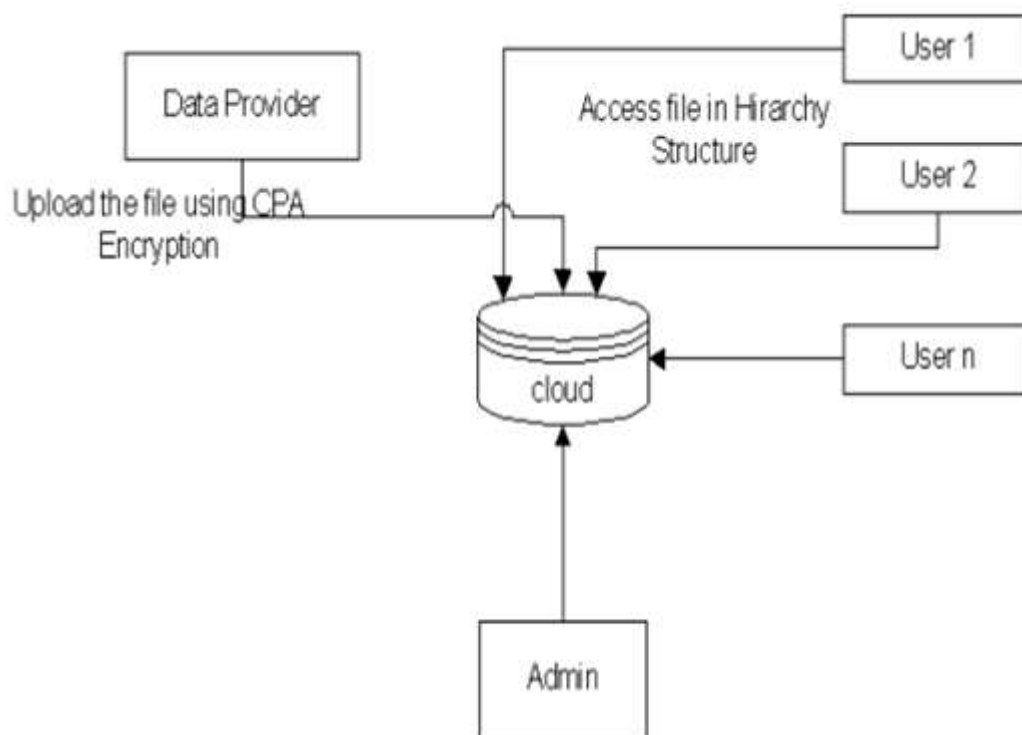 User 1
Data Provider
Access file in Hirarchy
Structure
User 2
Upload the file using CPA
Encryption
User n
cloud
Admin